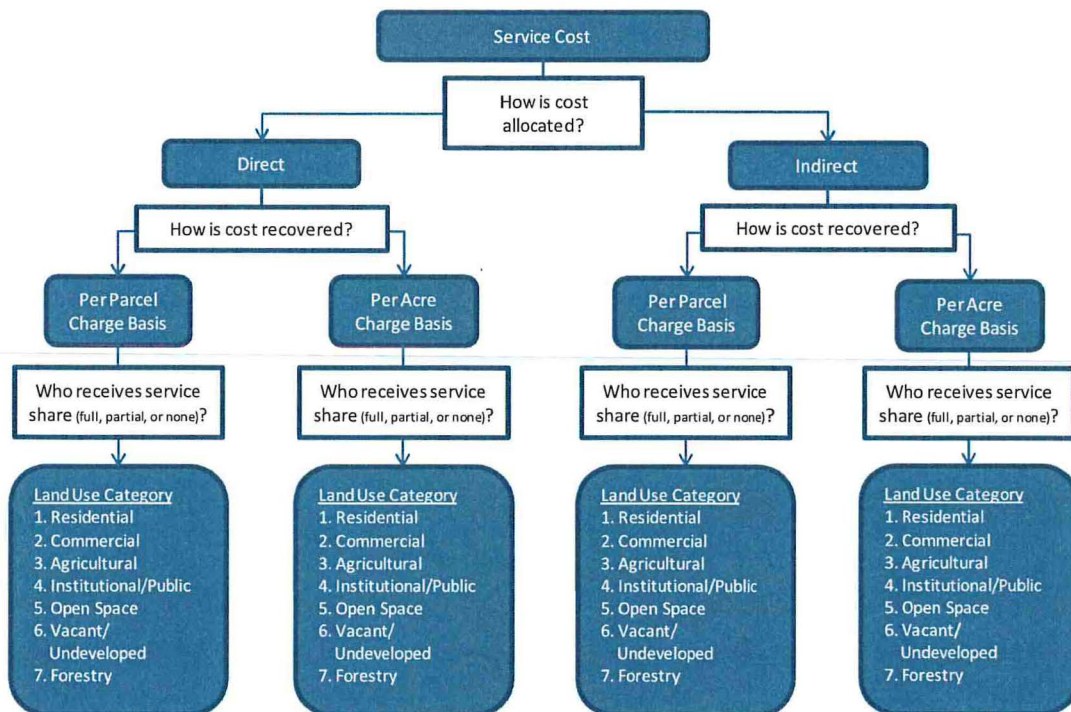 Service Cost
How is cost
allocated?
Direct
Indirect
How is cost recovered?
How is cost recovered?
Per Parcel
Charge Basis
Per Acre
Charge Basis
Per Parcel
Charge Basis
Per Acre
Charge Basis
Who receives service
share (full, partial, or none)?
Who receives service
share (full, partial, or none)?
Who receives service
share (full, partial, or none)?
Who receives service
share (full, partial, or none)?
Land Use Category
1. Residential
2. Commercial
3. Agricultural
4. Institutional/Public
5. Open Space
6. Vacant/
Undeveloped
7. Forestry
Land Use Category
1. Residential
2. Commercial
3. Agricultural
4. Institutional/Public
5. Open Space
6. Vacant/
Undeveloped
7. Forestry
Land Use Category
1. Residential
2. Commercial
3. Agricultural
4. Institutional/Public
5. Open Space
6. Vacant/
Undeveloped
7. Forestry
Land Use Category
1. Residential
2. Commercial
3. Agricultural
4. Institutional/Public
5. Open Space
6. Vacant/
Undeveloped
7. Forestry